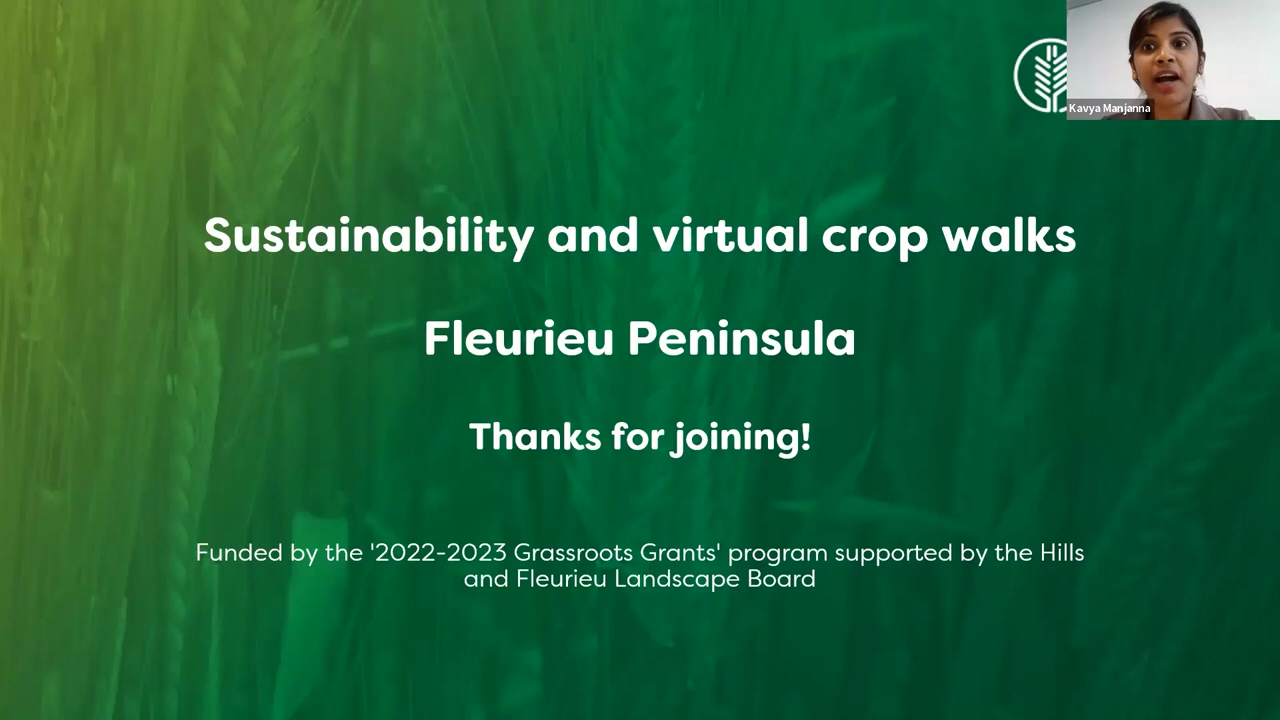 Kavya Manjanna
Sustainability and virtual crop walks
Fleurieu Peninsula
Thanks for joining!
Funded by the '2022-2023 Grassroots Grants' program supported by the Hills
and Fleurieu Landscape Board